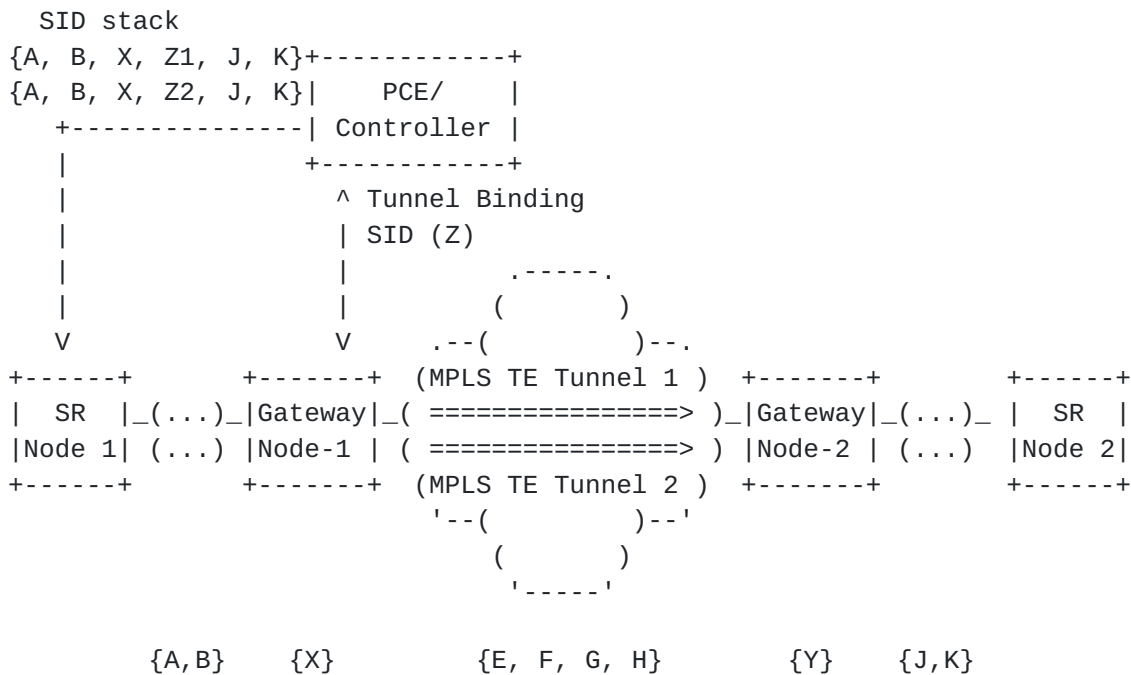 SID stack
{A, B, X, Z1, J, K}+------------+
{A, B, X, Z2, J, K}|    PCE/    |
   +---------------| Controller |
   |               +------------+
   |                 ^ Tunnel Binding
   |                 | SID (Z)
   |                 |          .-----.
   |                 |         (       )
   V                 V     .--(         )--.
+------+       +-------+  (MPLS TE Tunnel 1 )  +-------+        +------+
|  SR  |_(...)_|Gateway|_( ================> )_|Gateway|_(...)_ |  SR  |
|Node 1| (...) |Node-1 | ( ================> ) |Node-2 | (...)  |Node 2|
+------+       +-------+  (MPLS TE Tunnel 2 )  +-------+        +------+
                           '--(         )--'
                               (       )
                                '-----'
         {A,B}    {X}         {E, F, G, H}        {Y}    {J,K}